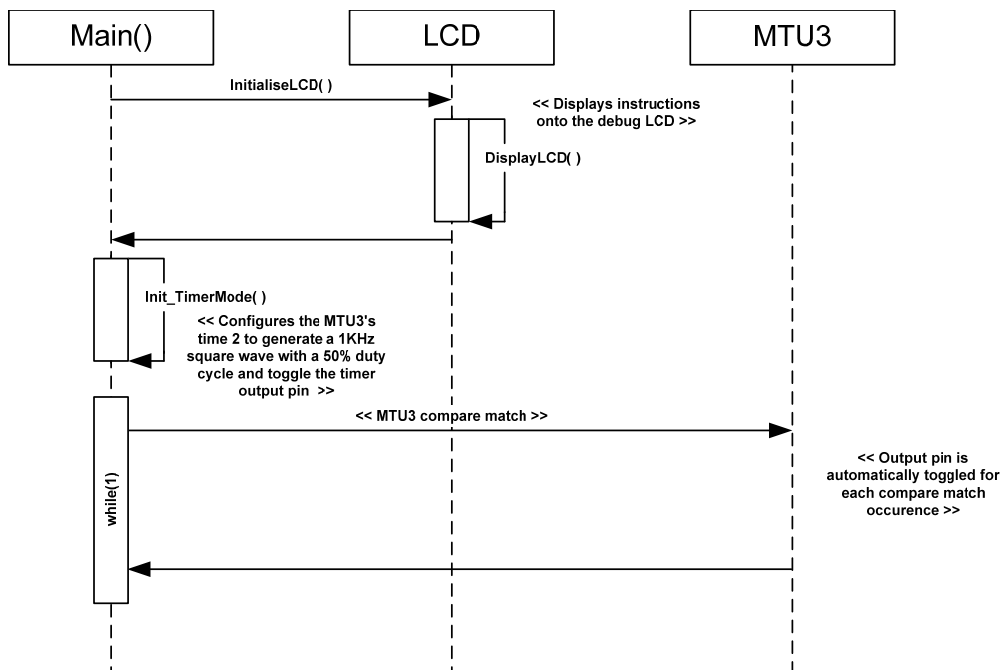 Main()
LCD
MTU3
InitialiseLCD( )
<< Displays instructions
onto the debug LCD >>
DisplayLCD( )
Init_TimerMode( )
<< Configures the MTU3's
time 2 to generate a 1KHz
square wave with a 50% duty
cycle and toggle the timer
output pin >>
<< MTU3 compare match >>
while(1)
<< Output pin is
automatically toggled for
each compare match
occurence >>